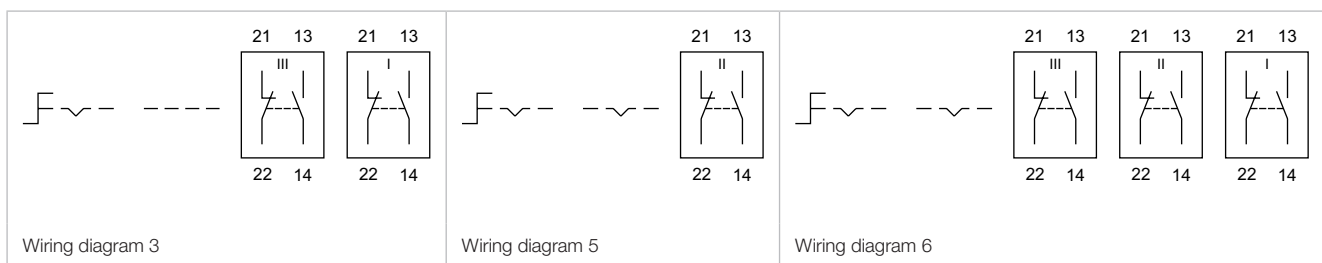 21 13 21 13 21 13 21 13 21 13 21 13
III I II III II I
22 14 22 14 22 14 22 14 22 14 22 14
Wiring diagram 3 Wiring diagram 5 Wiring diagram 6